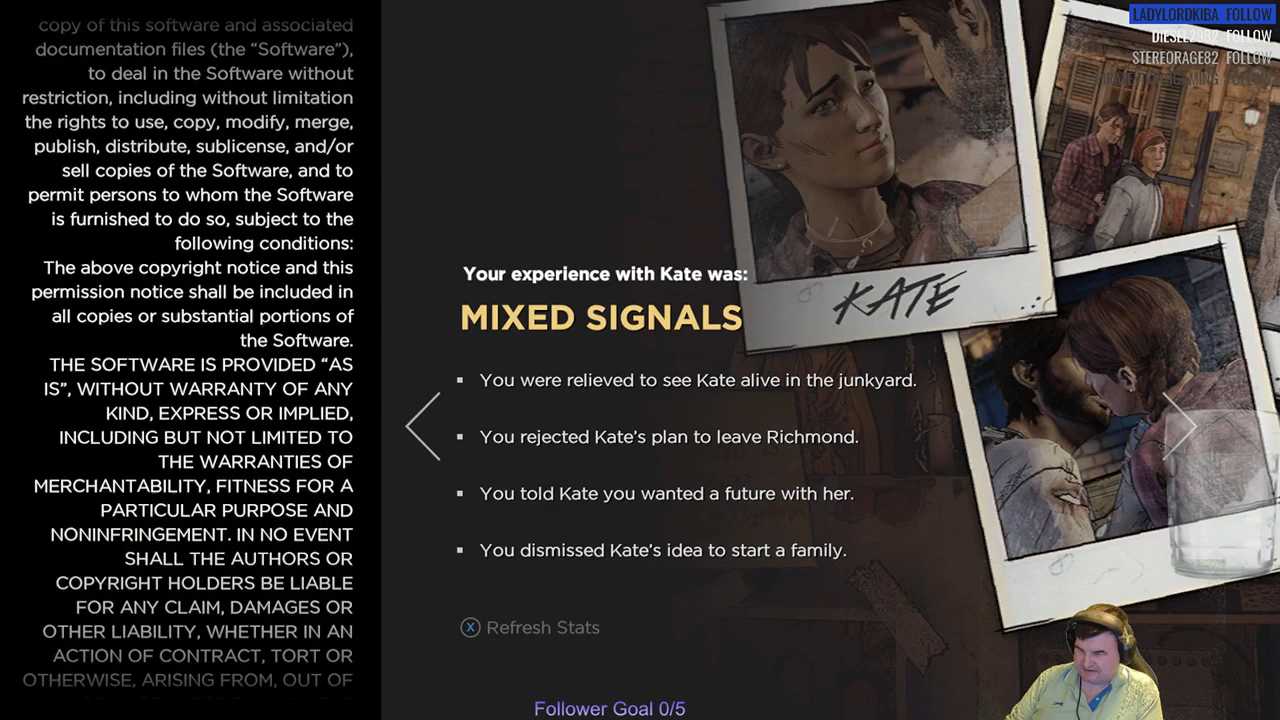 copy of this software and associated
documentation files (the “Software”),
to deal in the Software without
restriction, including without limitation
the rights to use, copy, modify, merge,
publish, distribute, sublicense, and/or
sell copies of the Software, and to
permit persons to whom the Software
is furnished to do so, subject to the
following conditions:
The above copyright notice and this
permission notice shall be included in
all copies or substantial portions of
the Software.
THE SOFTWARE IS PROVIDED “AS
IS”, WITHOUT WARRANTY OF ANY
KIND, EXPRESS OR IMPLIED,
INCLUDING BUT NOT LIMITED TO
THE WARRANTIES OF
MERCHANTABILITY, FITNESS FOR A
PARTICULAR PURPOSE AND
NONINFRINGEMENT. IN NO EVENT
SHALL THE AUTHORS OR
COPYRIGHT HOLDERS BE LIABLE
FOR ANY CLAIM, DAMAGES OR
OTHER LIABILITY, WHETHER IN AN
ACTION OF CONTRACT, TORT OR
OTHERWISE, ARISING FROM, OUT OF
LADYLORDKIBA FOLLOW
DIESEL2982 FOLLOW
STEREORAGE82 FOLLOW
KATE
Your experience with Kate was:
MIXED SIGNALS
▪ You were relieved to see Kate alive in the junkyard.
▪ You rejected Kate’s plan to leave Richmond.
▪ You told Kate you wanted a future with her.
▪ You dismissed Kate’s idea to start a family.
X Refresh Stats
Follower Goal 0/5